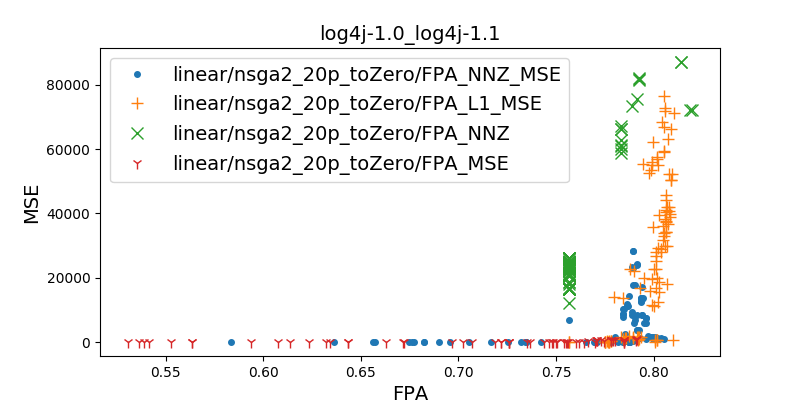 log4j-1.0_log4j-1.1
linear/nsga2_20p_toZero/FPA_NNZ_MSE
linear/nsga2_20p_toZero/FPA_L1_MSE
linear/nsga2_20p_toZero/FPA_NNZ
linear/nsga2_20p_toZero/FPA_MSE
MSE
80000
60000
40000
20000
0
0.55 0.60 0.65 0.70 0.75 0.80
FPA